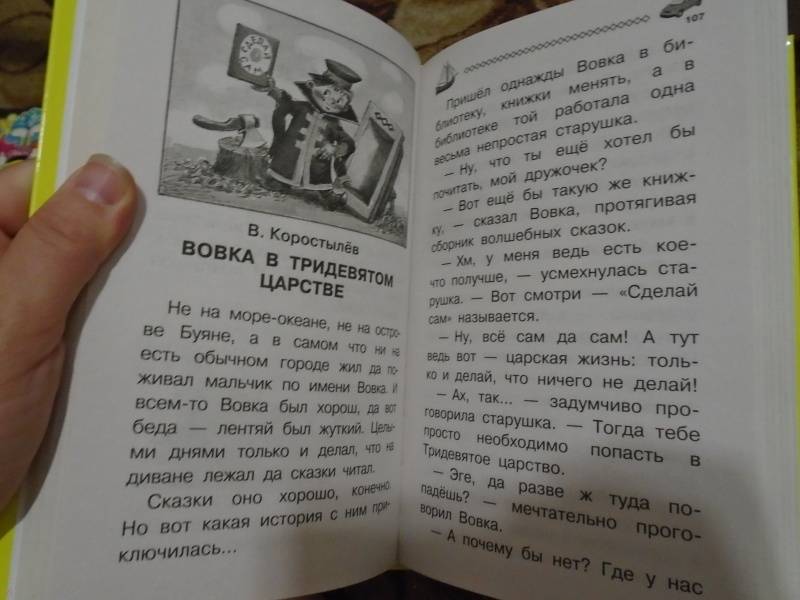 СДЕЛАЙ
САМ
В. Коростылёв
ВОВКА В ТРИДЕВЯТОМ
ЦАРСТВЕ
Не на море-океане, не на остро-
ве Буяне, а в самом что ни на
есть обычном городе жил да по-
живал мальчик по имени Вовка. И
всем-то Вовка был хорош, да вот
беда — лентяй был жуткий. Целы-
ми днями только и делал, что на
диване лежал да сказки читал.
Сказки оно хорошо, конечно.
Но вот какая история с ним при-
ключилась...
107
Пришёл однажды Вовка в би-
блиотеку, книжки менять, а в
библиотеке той работала одна
весьма непростая старушка.
— Ну, что ты ещё хотел бы
почитать, мой дружочек?
— Вот ещё бы такую же книж-
ку, — сказал Вовка, протягивая
сборник волшебных сказок.
— Хм, у меня ведь есть кое-
что получше, — усмехнулась ста-
рушка. — Вот смотри — «Сделай
сам» называется.
— Ну, всё сам да сам! А тут
ведь вот — царская жизнь: толь-
ко и делай, что ничего не делай!
— Ах, так... — задумчиво про-
говорила старушка. — Тогда тебе
просто необходимо попасть в
Тридевятое царство.
— Эге, да разве ж туда по-
падёшь? — мечтательно прого-
ворил Вовка.
— А почему бы нет? Где у нас